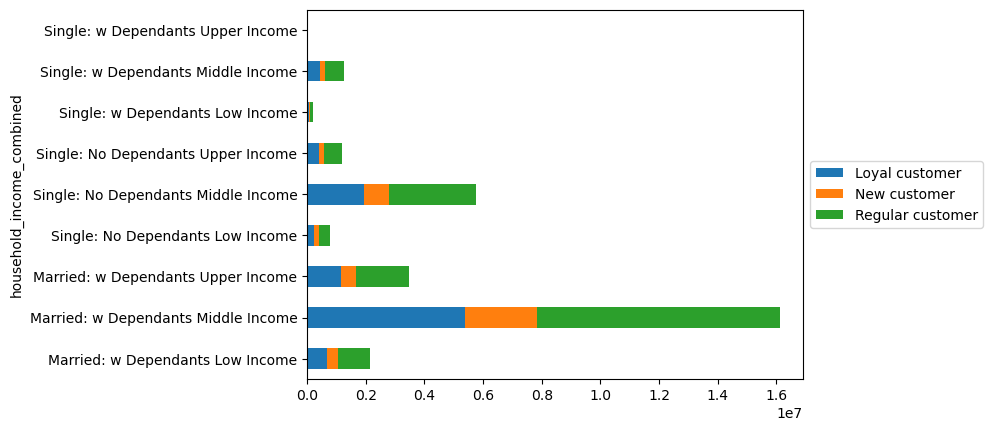 Single: w Dependants Upper Income
Single: w Dependants Middle Income
Single: w Dependants Low Income
Single: No Dependants Upper Income
Single: No Dependants Middle Income
Single: No Dependants Low Income
Married: w Dependants Upper Income
Married: w Dependants Middle Income
Married: w Dependants Low Income
household_income_combined
0.0 0.2 0.4 0.6 0.8 1.0 1.2 1.4 1.6
1e7
Loyal customer
New customer
Regular customer